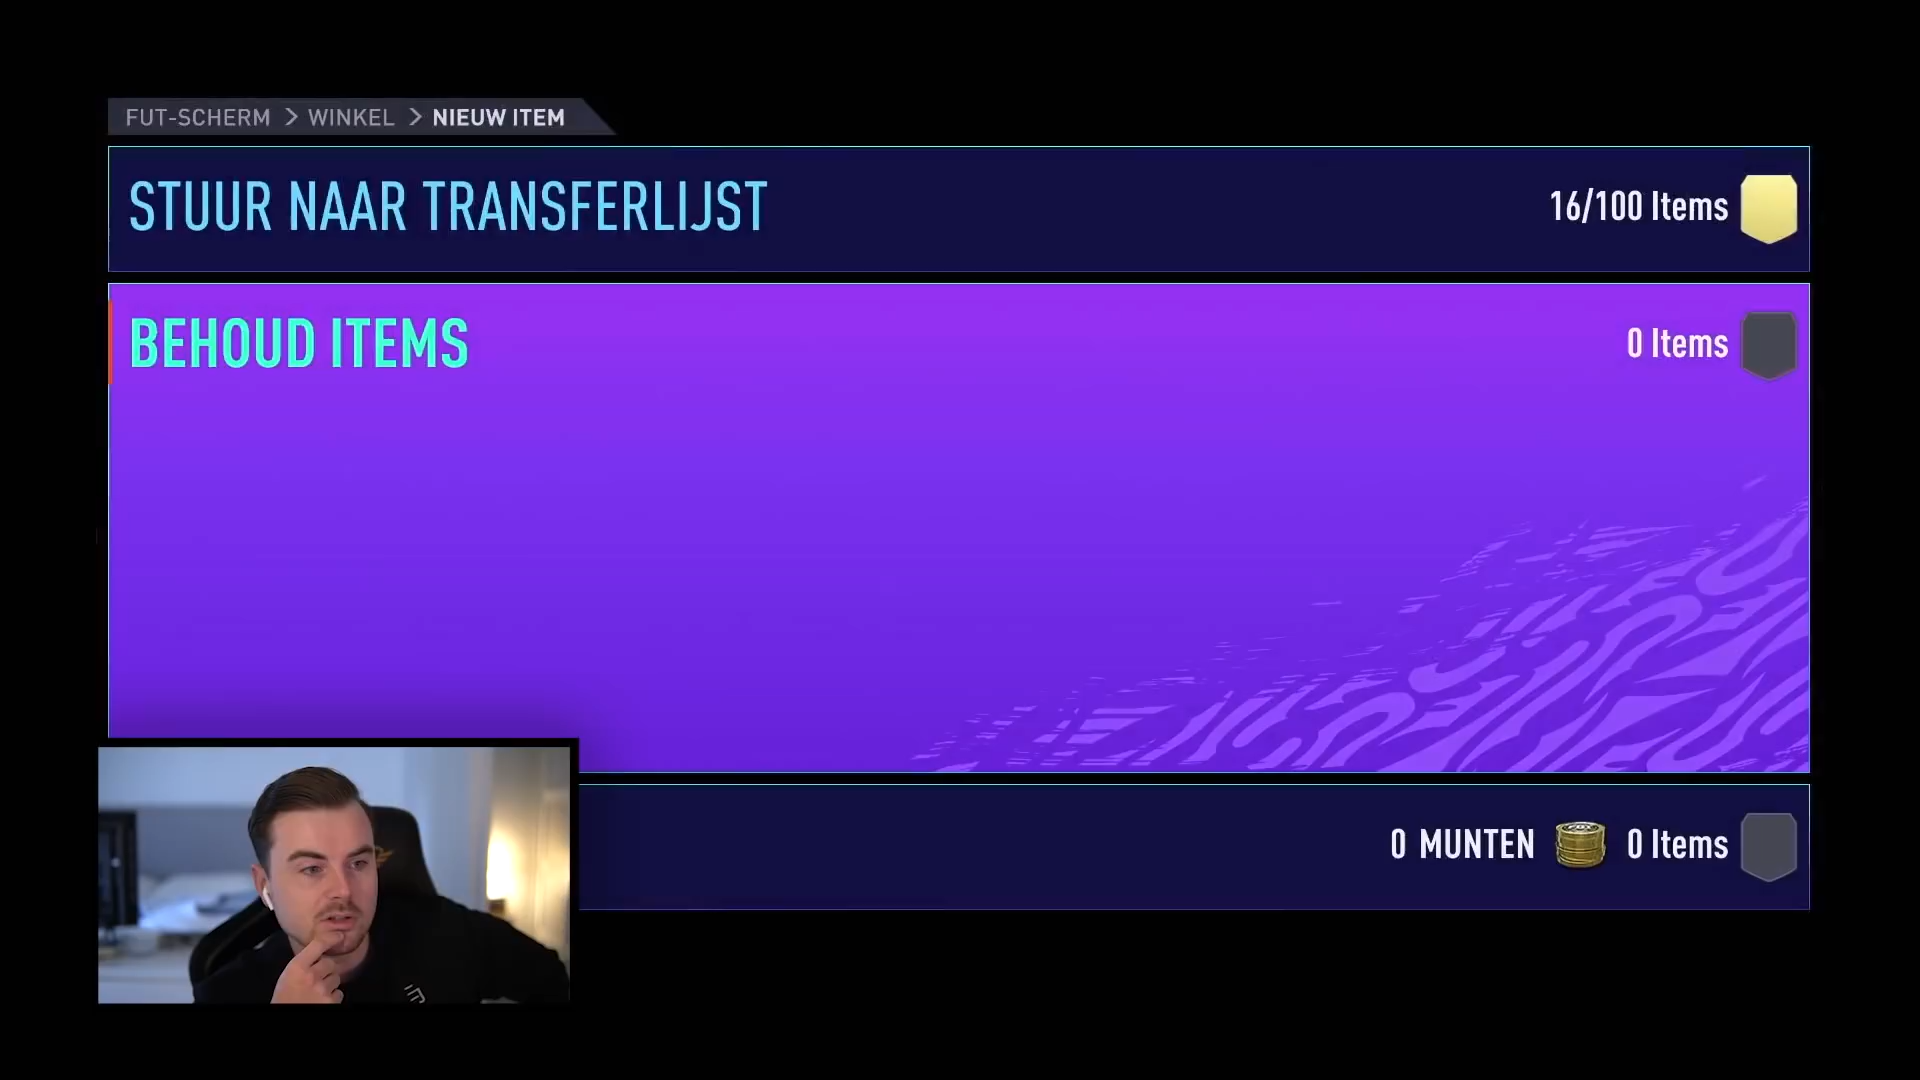 FUT-SCHERM > WINKEL > NIEUW ITEM
STUUR NAAR TRANSFERLIJST
16/100 Items
BEHOUD ITEMS
0 Items
0 MUNTEN
0 Items